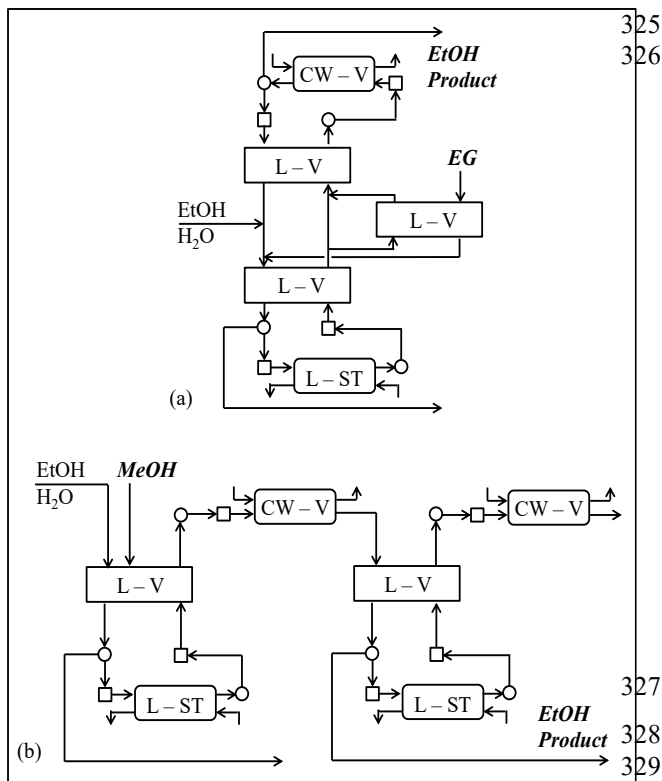 325
326
EtOH
Product
CW – V
L – V
EG
EtOH
H₂O
L – V
L – V
L – ST
(a)
EtOH
H₂O
MeOH
CW – V
CW – V
L – V
L – V
L – ST
L – ST
327
EtOH
Product
328
(b)
329